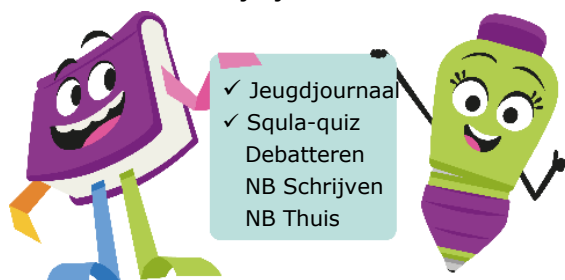 ✓ Jeugdjournaal
✓ Squla-quiz
Debatteren
NB Schrijven
NB Thuis